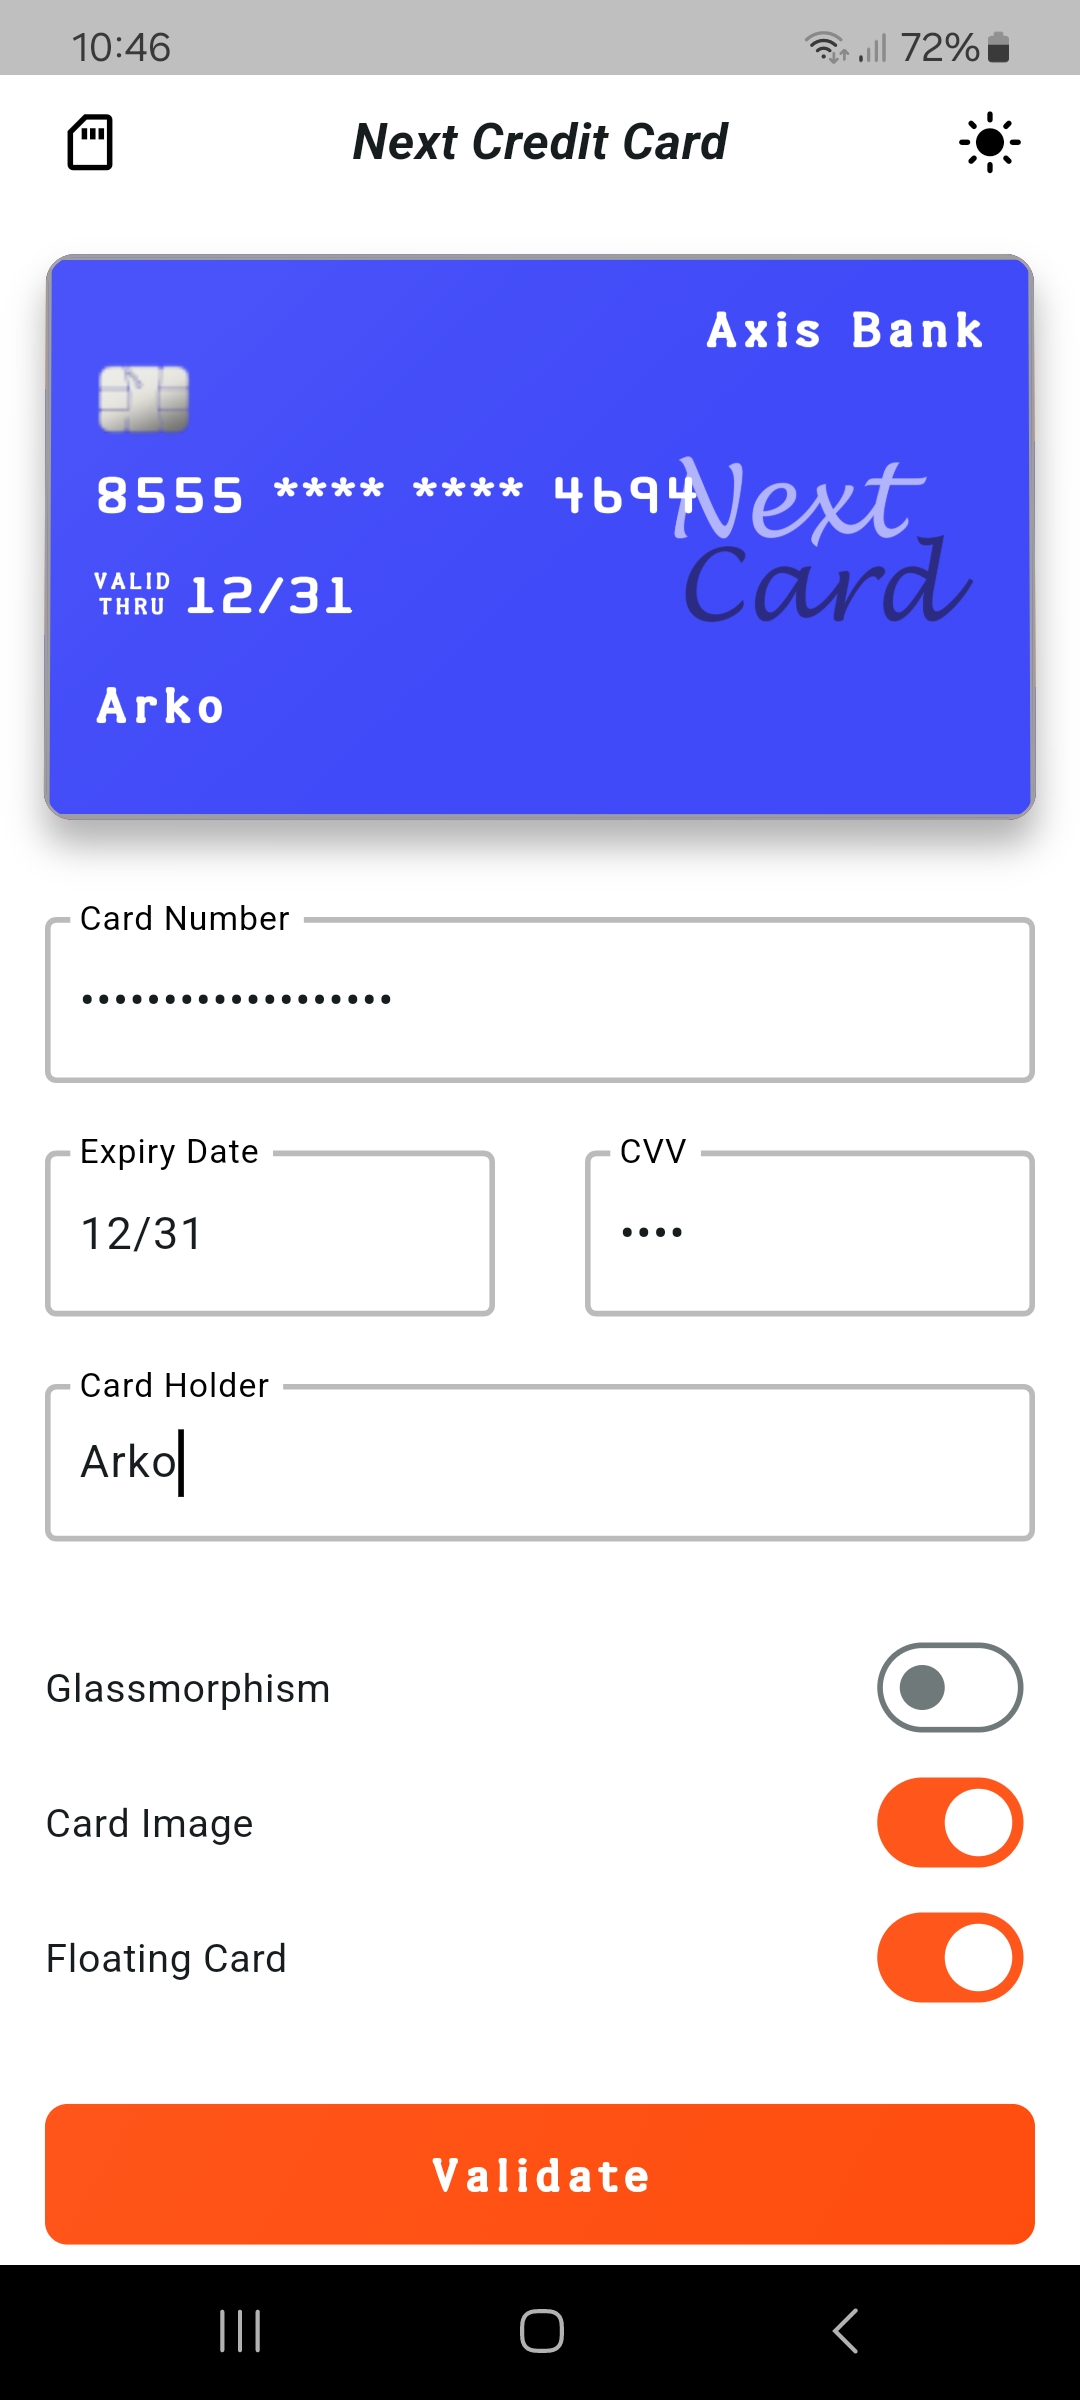 10:46
72%
Next Credit Card
Axis Bank
8555 **** **** 4694
Next
Card
VALID
THRU 12/31
Arko
Card Number
•••••••••••••••••••
Expiry Date
CVV
12/31
••••
Card Holder
Arko
Glassmorphism
Card Image
Floating Card
Validate